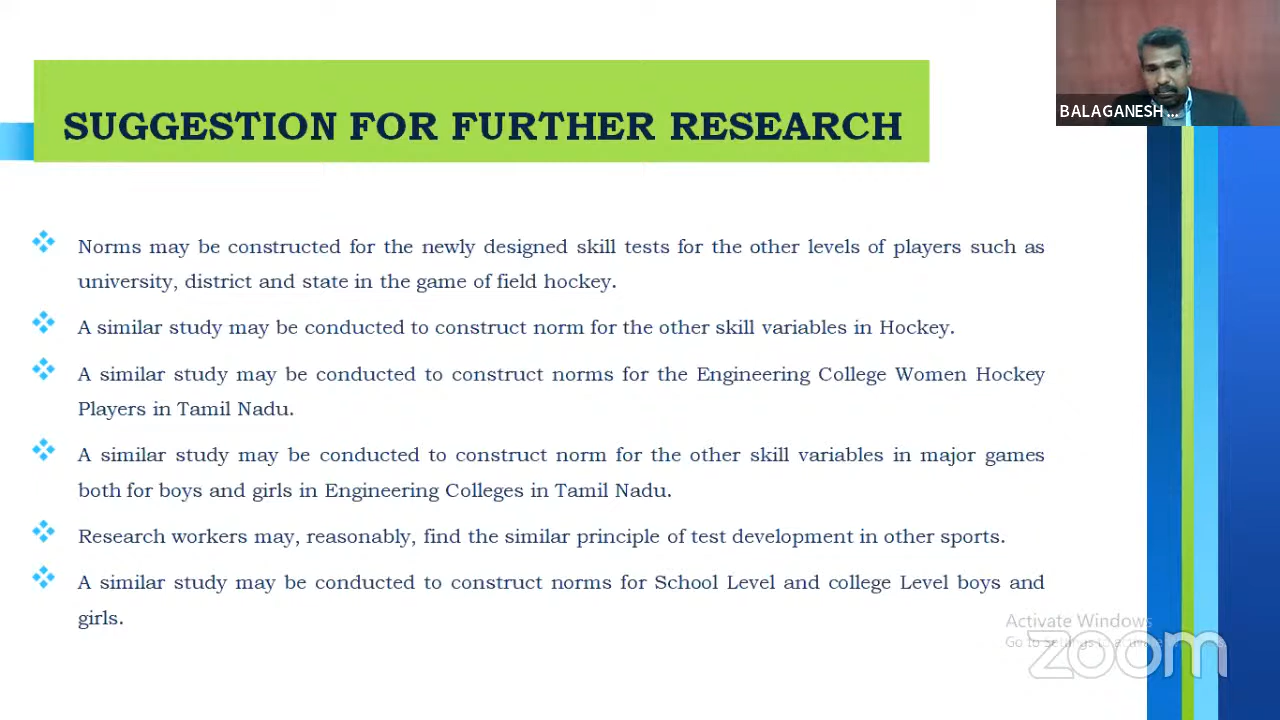 BALAGANESH ...
SUGGESTION FOR FURTHER RESEARCH
Norms may be constructed for the newly designed skill tests for the other levels of players such as
university, district and state in the game of field hockey.
A similar study may be conducted to construct norm for the other skill variables in Hockey.
A similar study may be conducted to construct norms for the Engineering College Women Hockey
Players in Tamil Nadu.
A similar study may be conducted to construct norm for the other skill variables in major games
both for boys and girls in Engineering Colleges in Tamil Nadu.
Research workers may, reasonably, find the similar principle of test development in other sports.
A similar study may be conducted to construct norms for School Level and college Level boys and
girls.
Activate Windows
Go to Settings to
zoom